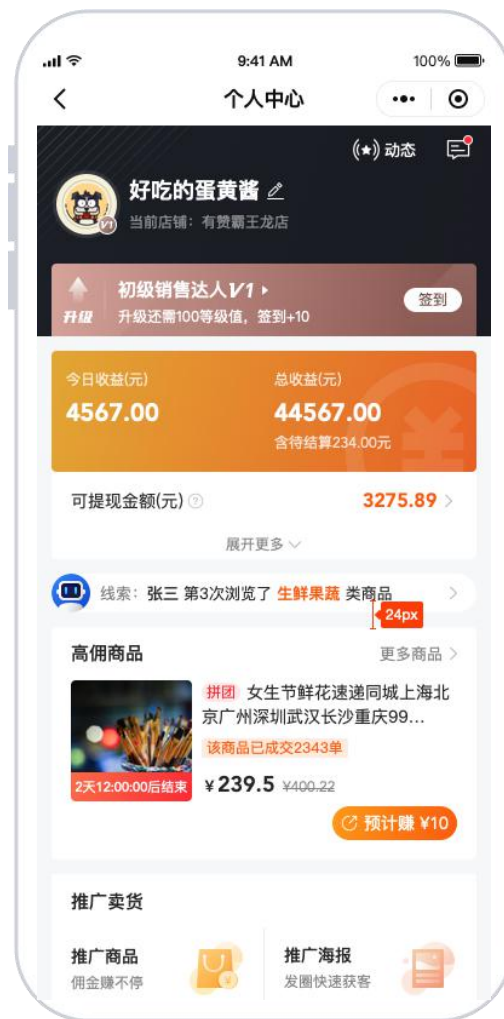 9:41 AM
100%
个人中心
动态
好吃的蛋黄酱
V1
当前店铺：有赞霸王龙店
初级销售达人V1
签到
升级
升级还需100等级值，签到+10
今日收益(元)
总收益(元)
4567.00
44567.00
含待结算234.00元
可提现金额(元)
3275.89
展开更多
线索：张三 第3次浏览了 生鲜果蔬 类商品
24px
高佣商品
更多商品
拼团 女生节鲜花速递同城上海北
京广州深圳武汉长沙重庆99...
该商品已成交2343单
2天12:00:00后结束
¥239.5 ¥400.22
预计赚 ¥10
推广卖货
推广商品
推广海报
佣金赚不停
发圈快速获客